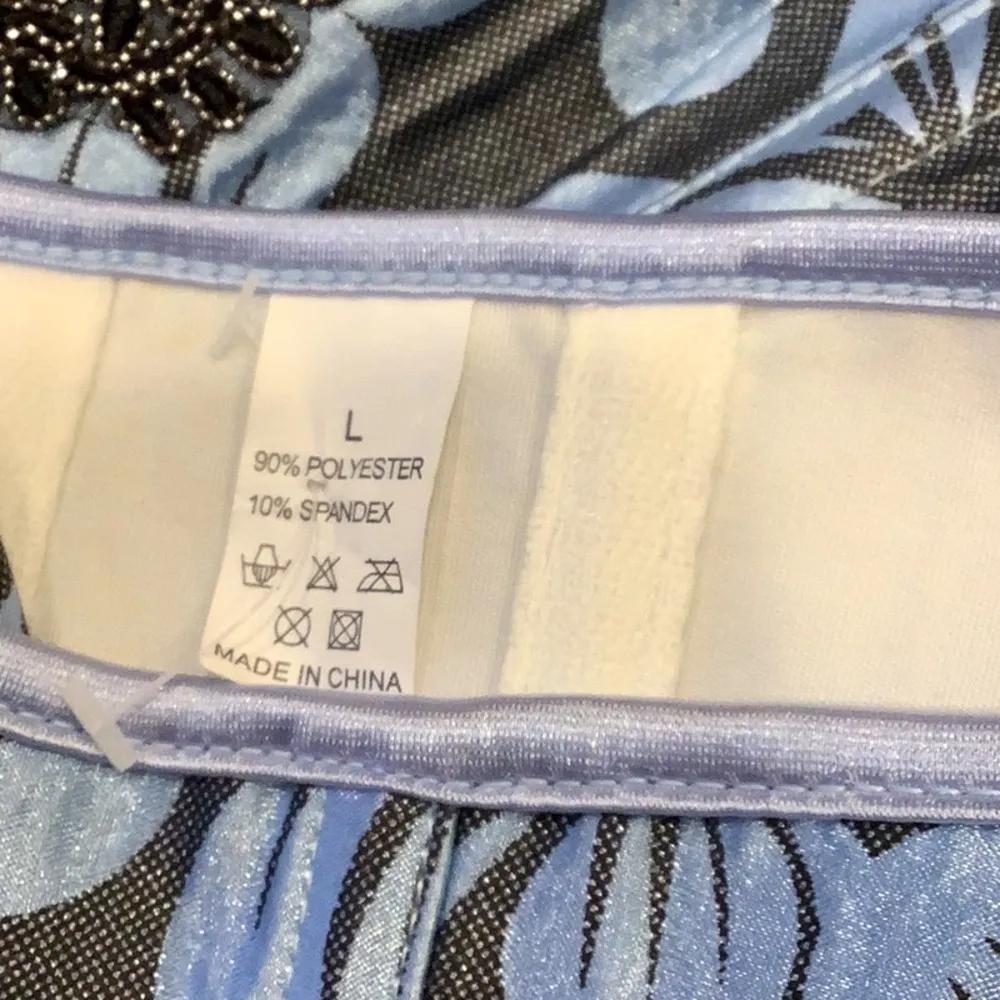 L
90% POLYESTER
10% SPANDEX
MADE IN CHINA